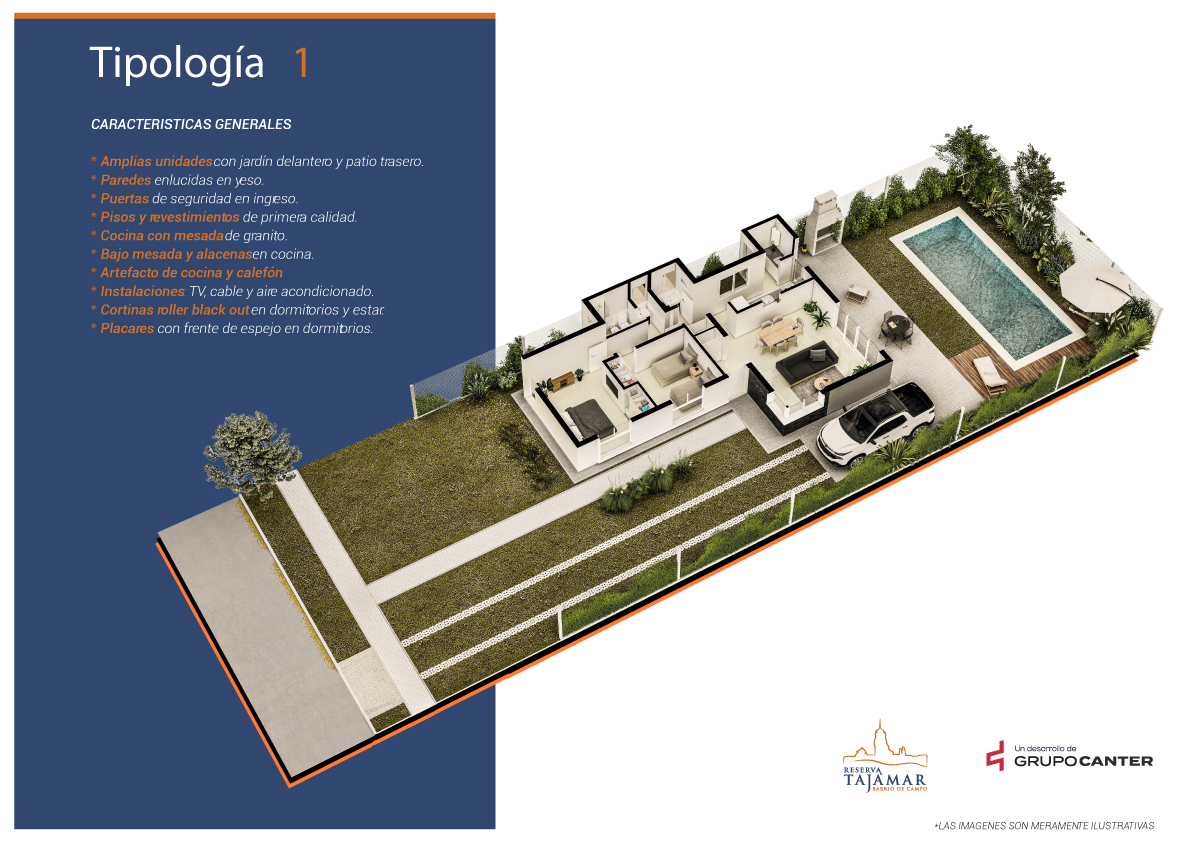 Tipología 1
CARACTERISTICAS GENERALES
* Amplias unidades con jardín delantero y patio trasero.
* Paredes enlucidas en yeso.
* Puertas de seguridad en ingreso.
* Pisos y revestimientos de primera calidad.
* Cocina con mesada de granito.
* Bajo mesada y alacenas en cocina.
* Artefacto de cocina y calefón
* Instalaciones TV, cable y aire acondicionado.
* Cortinas roller black out en dormitorios y estar.
* Placares con frente de espejo en dormitorios.
RESERVA
TAJAMAR
BARRIO DE CAMPO
Un desarrollo de
GRUPOCANTER
*LAS IMAGENES SON MERAMENTE ILUSTRATIVAS